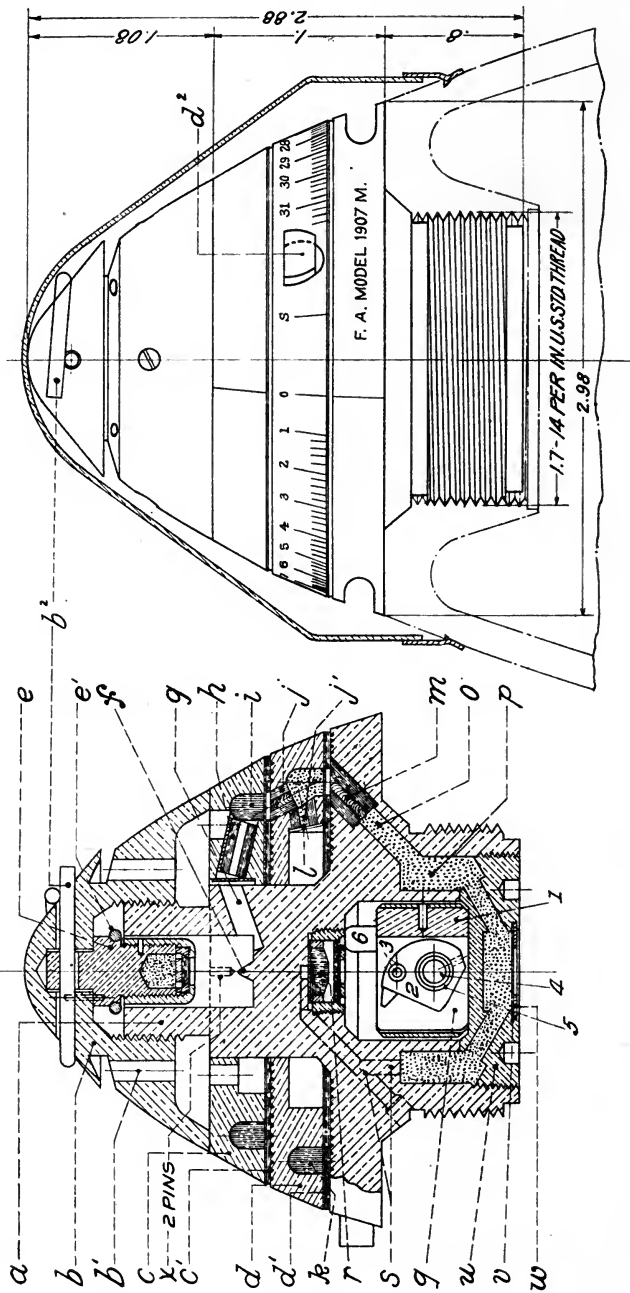 a
b
b'
c
x
2 PINS
c'
d
d'
k
r
s
q
u
v
w
e
e'
f
g
h
i
j
j'
l
m
o
p
1
2
3
4
5
6
b²
d²
28
29
30
31
S
0
1
2
3
4
5
6
F. A. MODEL 1907 M.
1.7-14 PER IN. U.S. STD. THREAD
2.98
2.88
1.08
1.
.8